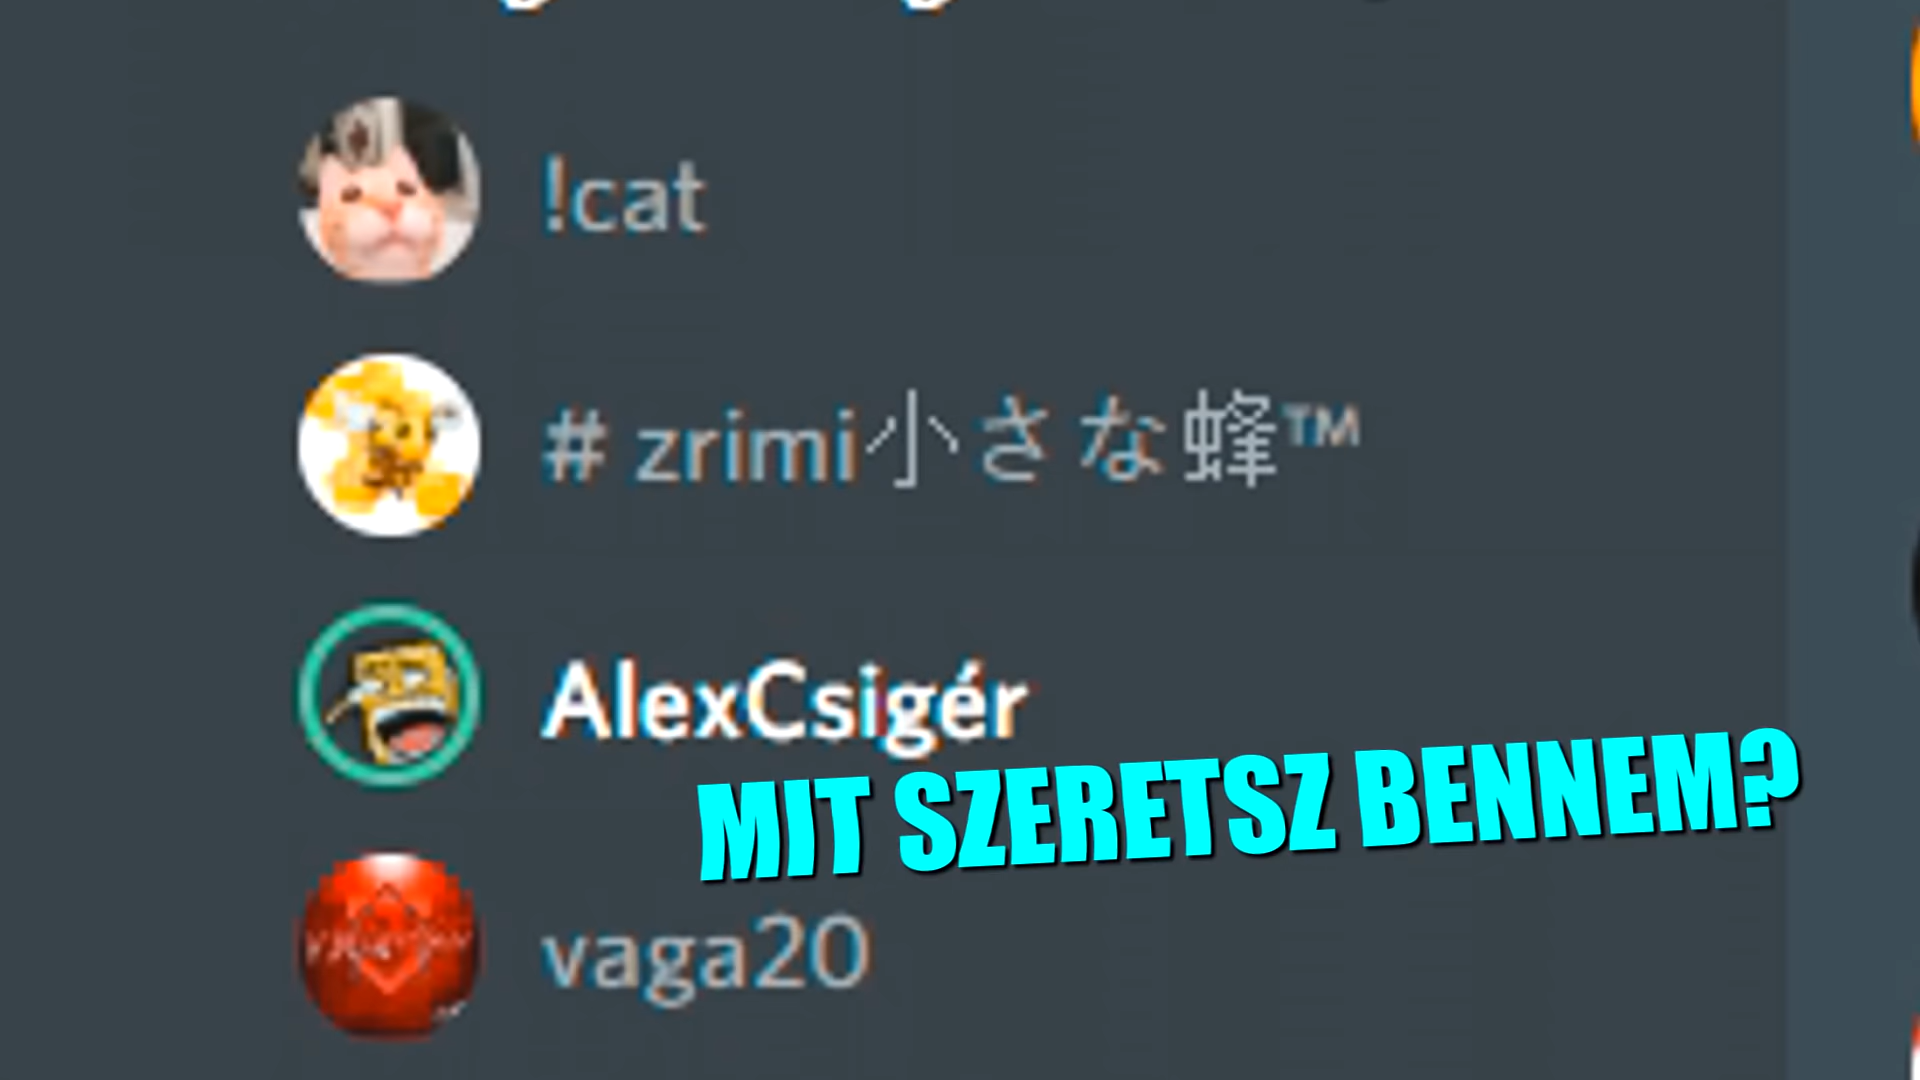 !cat
# zrimi小さな蜂™
AlexCsigér
MIT SZERETSZ BENNEM?
vaga20